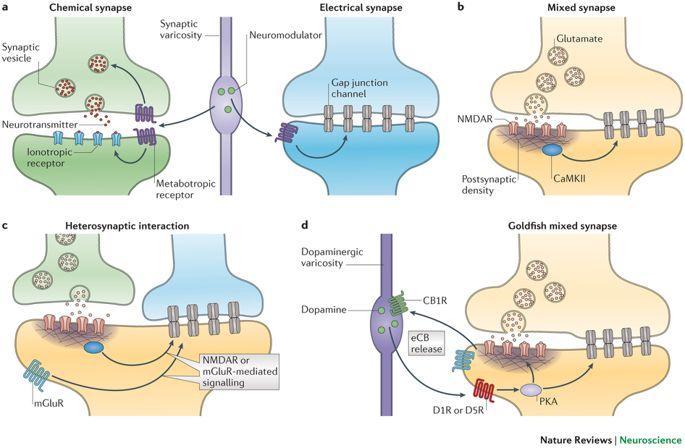 a Chemical synapse
Synaptic
varicosity
Electrical synapse
Synaptic
vesicle
Neuromodulator
Gap junction
channel
Neurotransmitter
Ionotropic
receptor
Metabotropic
receptor
b Mixed synapse
Glutamate
NMDAR
Postsynaptic
density
CaMKII
c Heterosynaptic interaction
NMDAR or
mGluR-mediated
signalling
mGluR
d Goldfish mixed synapse
Dopaminergic
varicosity
CB1R
Dopamine
eCB
release
D1R or D5R
PKA
Nature Reviews | Neuroscience